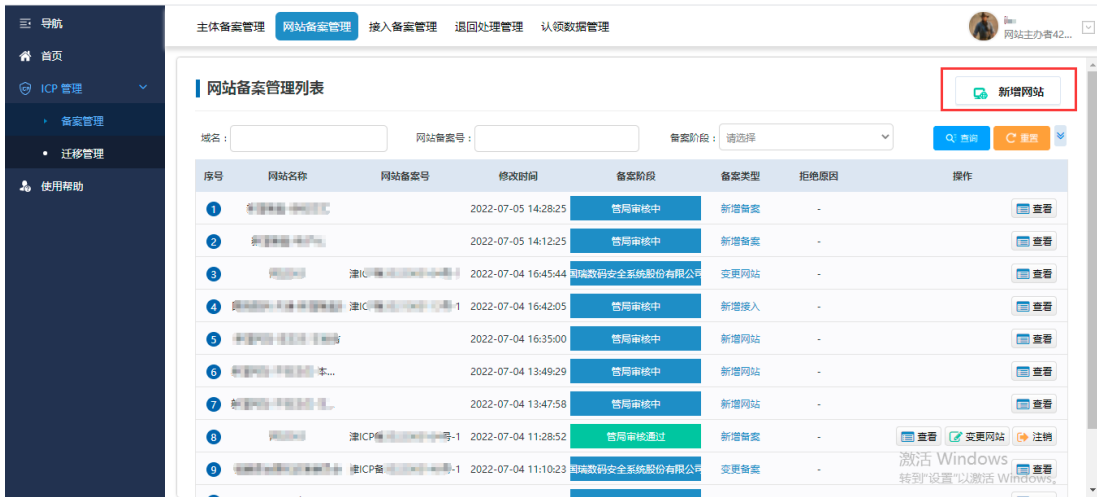 导航
首页
ICP 管理
备案管理
迁移管理
使用帮助
主体备案管理 网站备案管理 接入备案管理 退回处理管理 认领数据管理
网站主办者42...
网站备案管理列表
新增网站
域名： 网站备案号： 备案阶段： 请选择 查询 重置
序号 网站名称 网站备案号 修改时间 备案阶段 备案类型 拒绝原因 操作
1 2022-07-05 14:28:25 管局审核中 新增备案 - 查看
2 2022-07-05 14:12:25 管局审核中 新增备案 - 查看
3 津IC 2022-07-04 16:45:44 国瑞数码安全系统股份有限公司 变更网站 - 查看
4 津IC -1 2022-07-04 16:42:05 管局审核中 新增接入 - 查看
5 2022-07-04 16:35:00 管局审核中 新增网站 - 查看
6 本... 2022-07-04 13:49:29 管局审核中 新增网站 - 查看
7 2022-07-04 13:47:58 管局审核中 新增网站 - 查看
8 津ICP备 号-1 2022-07-04 11:28:52 管局审核通过 新增备案 - 查看 变更网站 注销
9 津ICP备 号-1 2022-07-04 11:10:23 国瑞数码安全系统股份有限公司 变更备案 - 查看
激活 Windows
转到"设置"以激活 Windows。